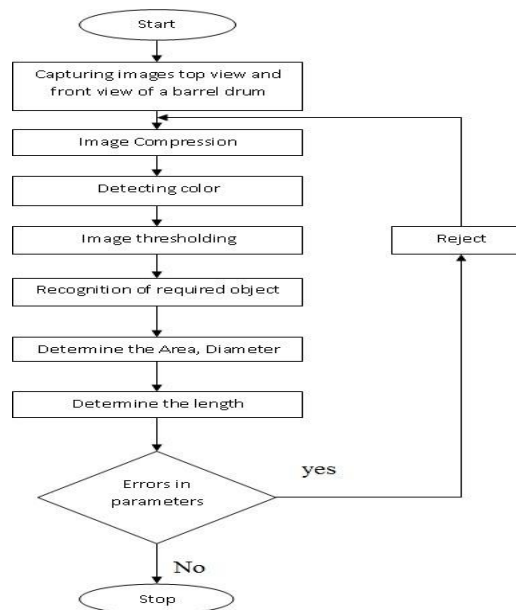 Start
Capturing images top view and
front view of a barrel drum
Image Compression
Detecting color
Image thresholding
Reject
Recognition of required object
Determine the Area, Diameter
Determine the length
Errors in
parameters
yes
No
Stop